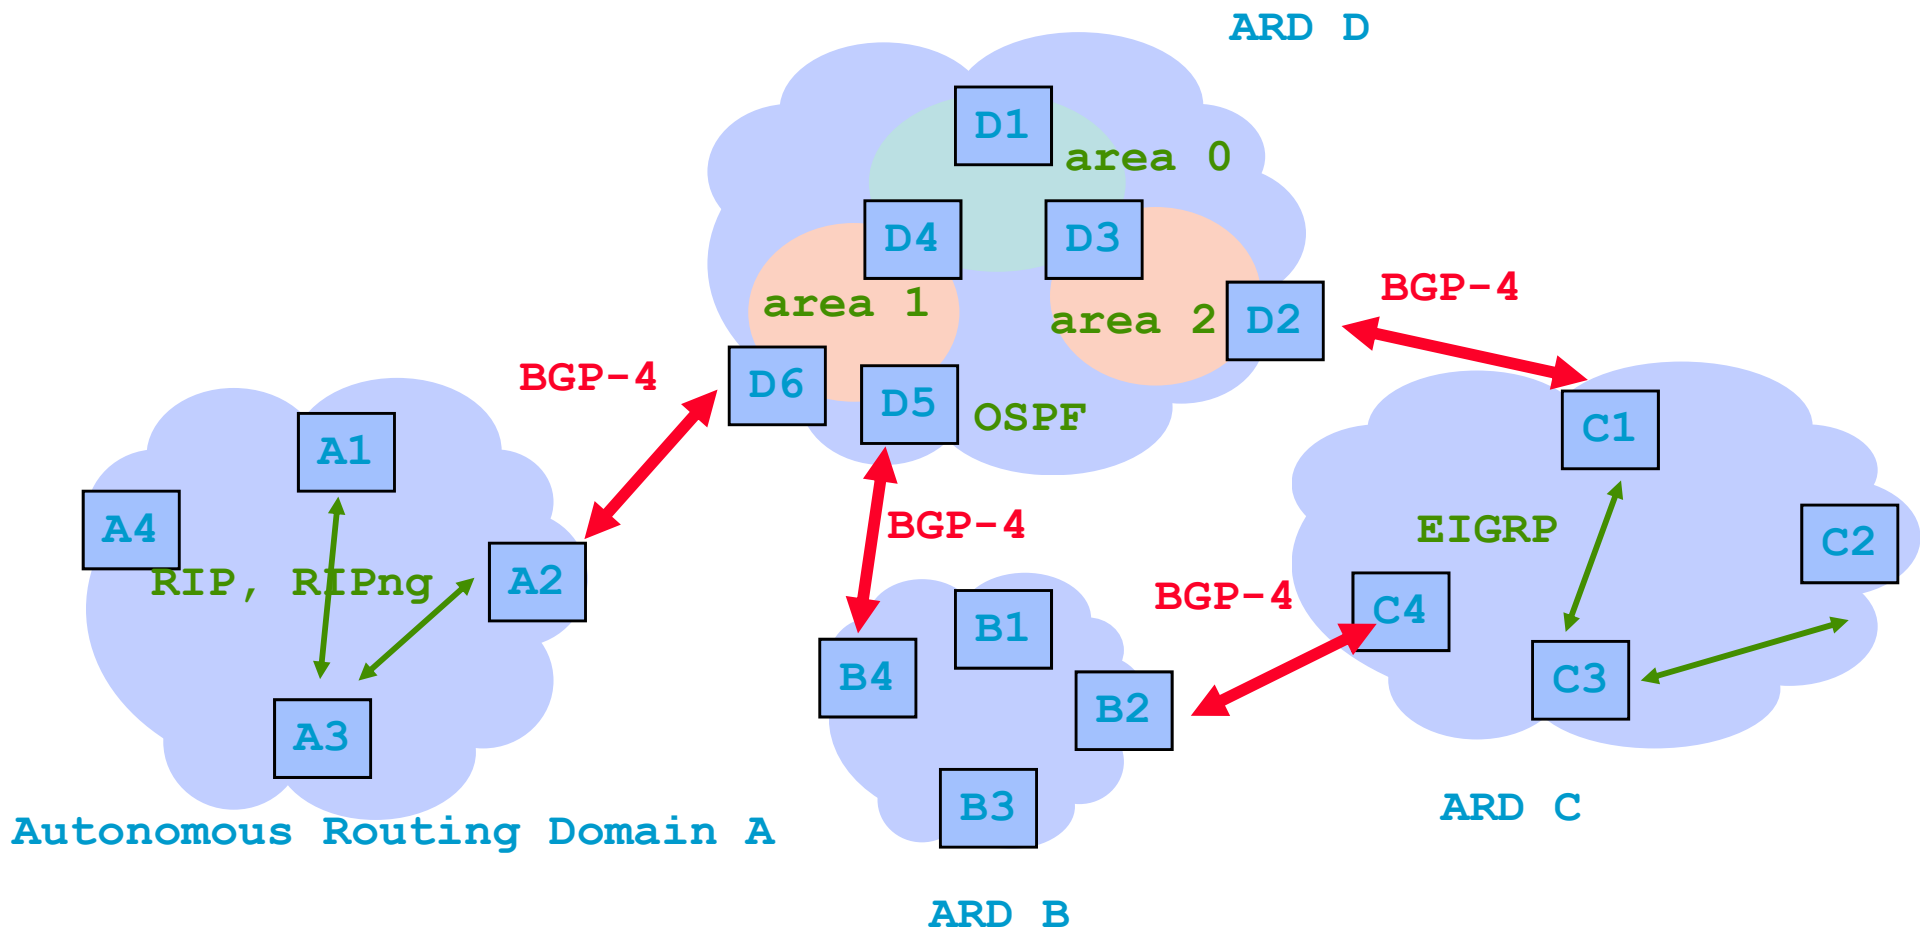 ARD D
D1
area 0
D4
D3
area 1
area 2
D2
BGP-4
BGP-4
D6
D5
OSPF
A1
C1
A4
BGP-4
EIGRP
C2
RIP, RIPng
A2
BGP-4
C4
B1
B4
C3
B2
A3
B3
ARD C
Autonomous Routing Domain A
ARD B